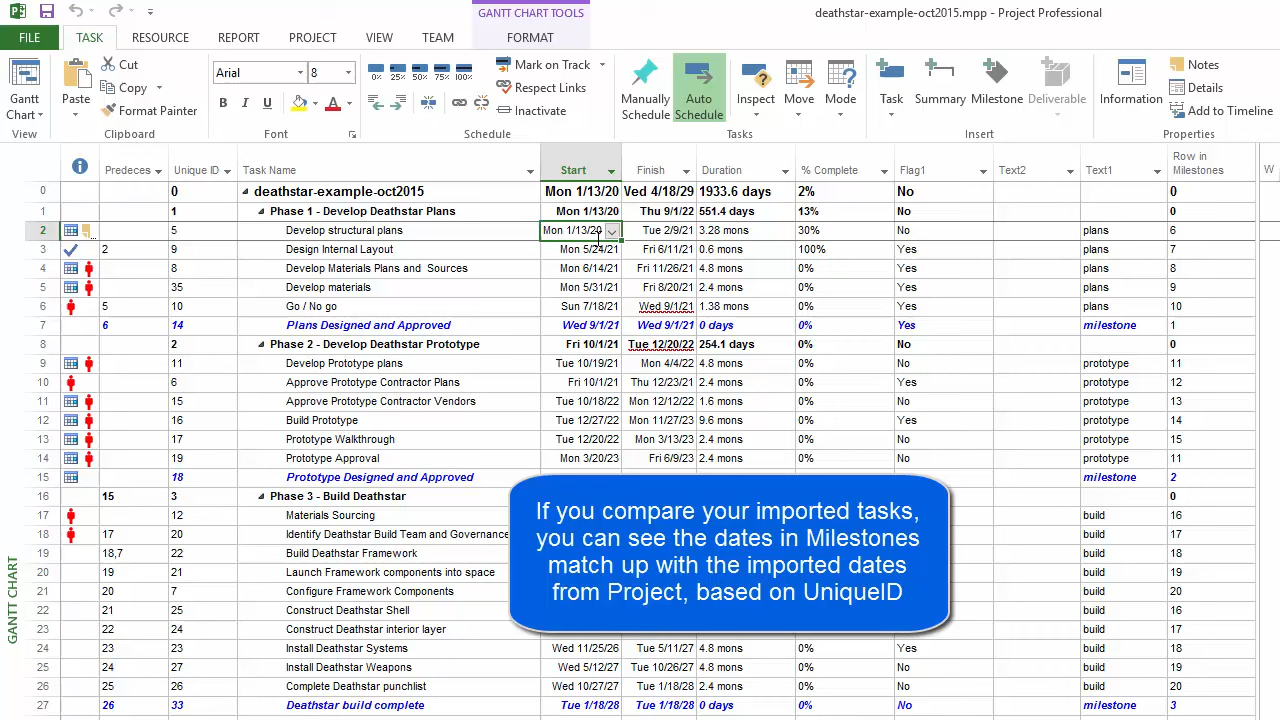 GANTT CHART TOOLS
deathstar-example-oct2015.mpp - Project Professional
FILE TASK RESOURCE REPORT PROJECT VIEW TEAM FORMAT
Gantt Chart
View
Paste
Cut
Copy
Format Painter
Clipboard
Arial 8
B I U A
Font
0% 25% 50% 75% 100%
Mark on Track
Respect Links
Inactivate
Schedule
Manually Schedule
Auto Schedule
Inspect Move Mode
Tasks
Task Summary Milestone Deliverable
Insert
Information
Notes
Details
Add to Timeline
Properties
Predeces Unique ID Task Name Start Finish Duration % Complete Flag1 Text2 Text1 Row in Milestones W
0 0 deathstar-example-oct2015 Mon 1/13/20 Wed 4/18/29 1933.6 days 2% No 0
1 1 Phase 1 - Develop Deathstar Plans Mon 1/13/20 Thu 9/1/22 551.4 days 13% No 0
2 5 Develop structural plans Mon 1/13/20 Tue 2/9/21 3.28 mons 30% No plans 6
3 2 9 Design Internal Layout Mon 5/24/21 Fri 6/11/21 0.6 mons 100% Yes plans 7
4 8 Develop Materials Plans and Sources Mon 6/14/21 Fri 11/26/21 4.8 mons 0% Yes plans 8
5 35 Develop materials Mon 5/31/21 Fri 8/20/21 2.4 mons 0% Yes plans 9
6 5 10 Go / No go Sun 7/18/21 Wed 9/1/21 1.38 mons 0% Yes plans 10
7 6 14 Plans Designed and Approved Wed 9/1/21 Wed 9/1/21 0 days 0% Yes milestone 1
8 2 Phase 2 - Develop Deathstar Prototype Fri 10/1/21 Tue 12/20/22 254.1 days 0% No 0
9 11 Develop Prototype plans Tue 10/19/21 Mon 4/4/22 4.8 mons 0% No prototype 11
10 6 Approve Prototype Contractor Plans Fri 10/1/21 Thu 12/23/21 2.4 mons 0% Yes prototype 12
11 15 Approve Prototype Contractor Vendors Tue 10/18/22 Mon 12/12/22 1.6 mons 0% No prototype 13
12 16 Build Prototype Tue 12/27/22 Mon 9/18/23 9.6 mons 0% Yes prototype 14
13 17 Prototype Walkthrough Tue 12/20/22 Mon 3/13/23 2.4 mons 0% No prototype 15
14 19 Prototype Approval Mon 3/20/23 Fri 6/9/23 2.4 mons 0% No prototype 11
15 18 Prototype Designed and Approved milestone 2
16 15 3 Phase 3 - Build Deathstar 0
17 12 Materials Sourcing build 16
18 17 20 Identify Deathstar Build Team and Governance build 17
19 18,7 22 Build Deathstar Framework build 18
20 19 21 Launch Framework components into space build 19
21 20 7 Configure Framework Components build 20
22 21 25 Construct Deathstar Shell build 16
23 22 24 Construct Deathstar interior layer build 17
24 23 23 Install Deathstar Systems Wed 11/25/26 Tue 5/11/27 4.8 mons 0% Yes build 18
25 24 27 Install Deathstar Weapons Wed 5/12/27 Tue 10/26/27 4.8 mons 0% No build 19
26 25 26 Complete Deathstar punchlist Wed 10/27/27 Tue 1/18/28 2.4 mons 0% No build 20
27 26 33 Deathstar build complete Tue 1/18/28 Tue 1/18/28 0 days 0% No milestone 3
If you compare your imported tasks,
you can see the dates in Milestones
match up with the imported dates
from Project, based on UniqueID
GANTT CHART